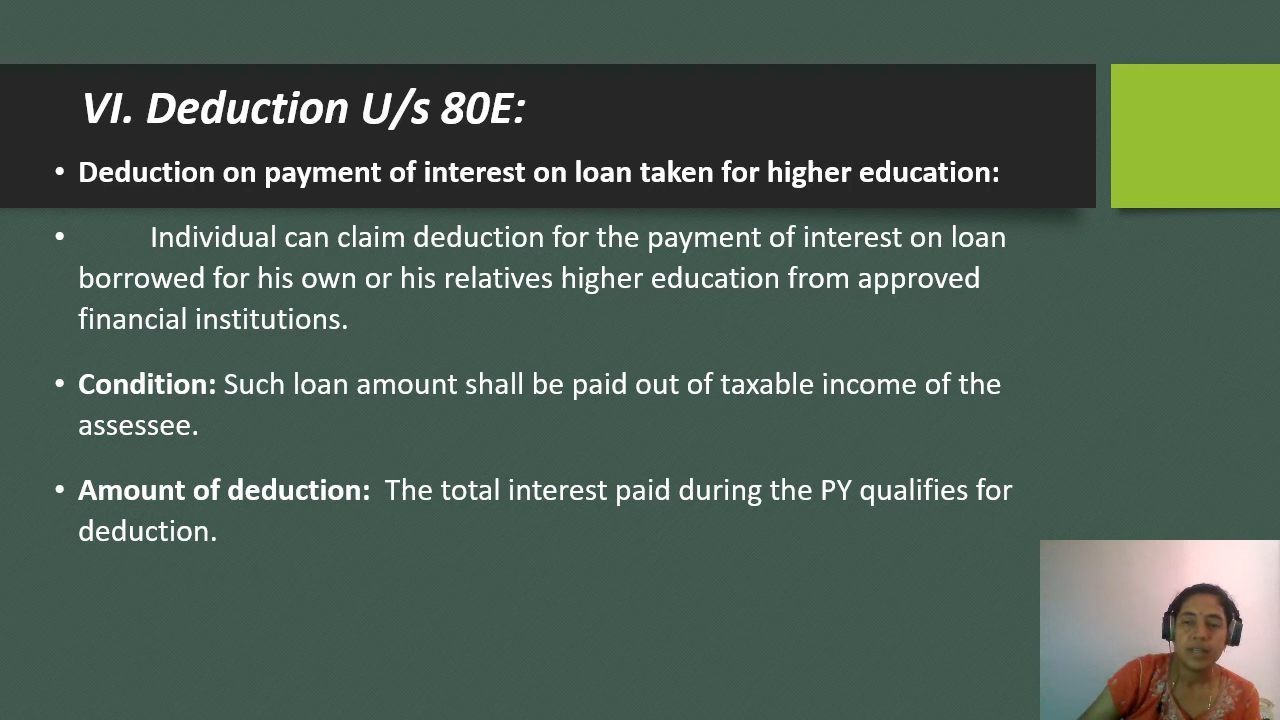 VI. Deduction U/s 80E:
• Deduction on payment of interest on loan taken for higher education:
• Individual can claim deduction for the payment of interest on loan
borrowed for his own or his relatives higher education from approved
financial institutions.
• Condition: Such loan amount shall be paid out of taxable income of the
assessee.
• Amount of deduction:  The total interest paid during the PY qualifies for
deduction.